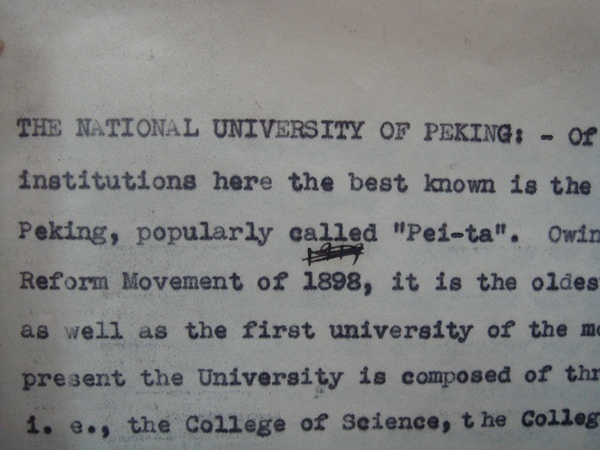 THE NATIONAL UNIVERSITY OF PEKING: - Of
institutions here the best known is the
Peking, popularly called "Pei-ta". Owin
Reform Movement of 1898, it is the oldes
as well as the first university of the mo
present the University is composed of thr
i. e., the College of Science, the Colleg